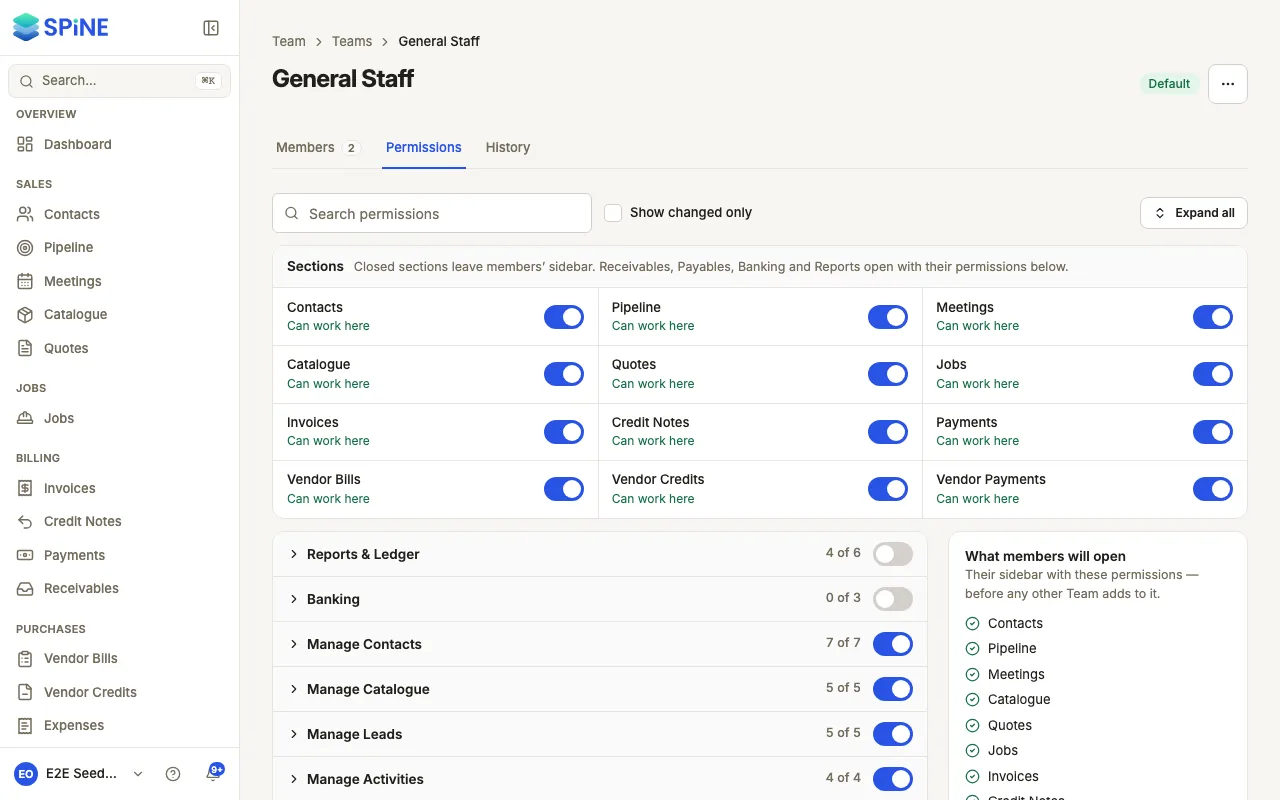 SPiNE
Search...
⌘K
OVERVIEW
Dashboard
SALES
Contacts
Pipeline
Meetings
Catalogue
Quotes
JOBS
Jobs
BILLING
Invoices
Credit Notes
Payments
Receivables
PURCHASES
Vendor Bills
Vendor Credits
Expenses
EO E2E Seed...
9+
Team > Teams > General Staff
General Staff
Default
Members 2 Permissions History
Search permissions
Show changed only
Expand all
Sections Closed sections leave members’ sidebar. Receivables, Payables, Banking and Reports open with their permissions below.
Contacts
Can work here
Pipeline
Can work here
Meetings
Can work here
Catalogue
Can work here
Quotes
Can work here
Jobs
Can work here
Invoices
Can work here
Credit Notes
Can work here
Payments
Can work here
Vendor Bills
Can work here
Vendor Credits
Can work here
Vendor Payments
Can work here
Reports & Ledger 4 of 6
Banking 0 of 3
Manage Contacts 7 of 7
Manage Catalogue 5 of 5
Manage Leads 5 of 5
Manage Activities 4 of 4
What members will open
Their sidebar with these permissions —
before any other Team adds to it.
Contacts
Pipeline
Meetings
Catalogue
Quotes
Jobs
Invoices
Credit Notes